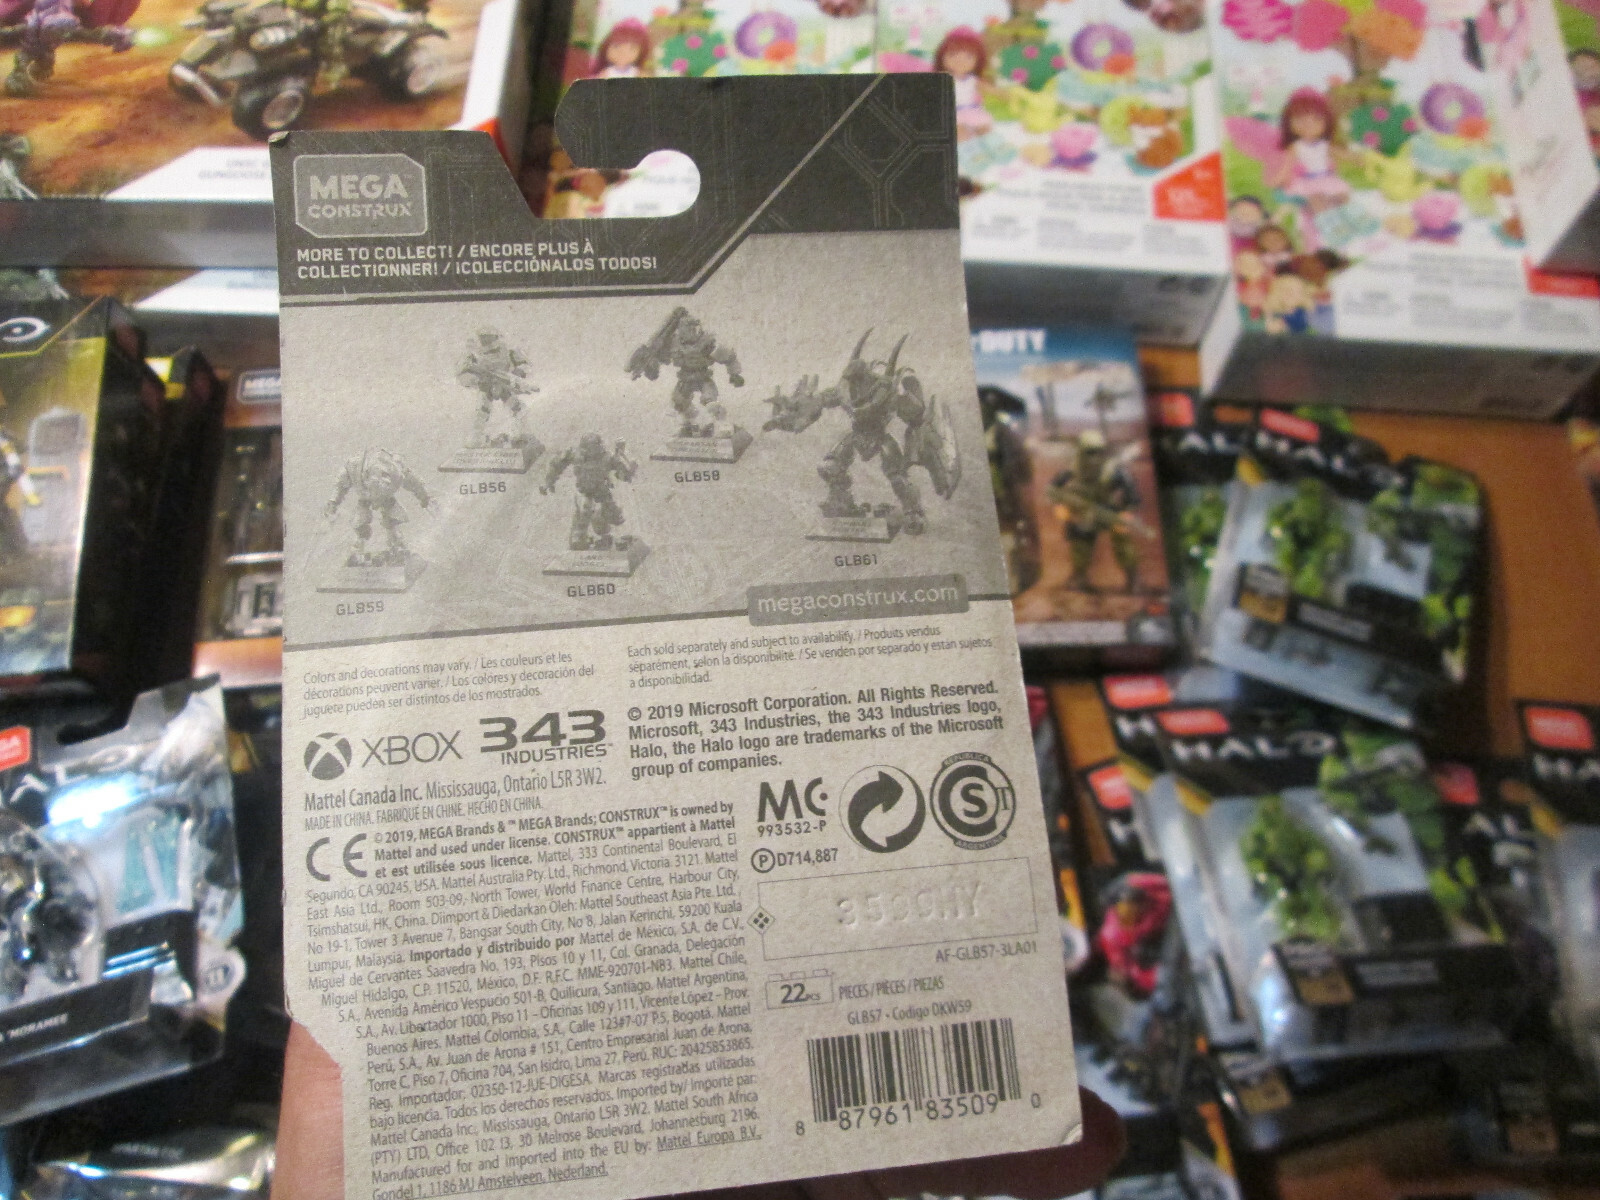 MEGA
CONSTRUX
MORE TO COLLECT! / ENCORE PLUS À
COLLECTIONNER! / ¡COLECCIÓNALOS TODOS!
GLB56
GLB58
GLB59
GLB60
GLB61
megaconstrux.com
Colors and decorations may vary. / Les couleurs et les
décorations peuvent varier. / Los colores y decoración del
juguete pueden ser distintos de los mostrados.
Each sold separately and subject to availability. / Produits vendus
séparément, selon la disponibilité. / Se venden por separado y están sujetos
a disponibilidad.
XBOX 343
INDUSTRIES
© 2019 Microsoft Corporation. All Rights Reserved.
Microsoft, 343 Industries, the 343 Industries logo,
Halo, the Halo logo are trademarks of the Microsoft
group of companies.
Mattel Canada Inc. Mississauga, Ontario L5R 3W2.
MADE IN CHINA. FABRIQUÉ EN CHINE. HECHO EN CHINA.
CE © 2019, MEGA Brands & ™ MEGA Brands; CONSTRUX™ is owned by
Mattel and used under license. CONSTRUX™ appartient à Mattel
et est utilisée sous licence. Mattel, 333 Continental Boulevard, El
Segundo, CA 90245, USA. Mattel Australia Pty. Ltd., Richmond, Victoria. 3121. Mattel
East Asia Ltd., Room 503-09, North Tower, World Finance Centre, Harbour City,
Tsimshatsui, HK, China. Diimport & Diedarkan Oleh: Mattel Southeast Asia Pte. Ltd.,
No 19-1, Tower 3 Avenue 7, Bangsar South City, No 8, Jalan Kerinchi, 59200 Kuala
Lumpur, Malaysia. Importado y distribuido por Mattel de México, S.A. de C.V.,
Miguel de Cervantes Saavedra No. 193, Pisos 10 y 11, Col. Granada, Delegación
Miguel Hidalgo, C.P. 11520, México, D.F. R.F.C. MME-920701-NB3. Mattel Chile,
S.A., Avenida Américo Vespucio 501-B, Quilicura, Santiago. Mattel Argentina,
S.A., Av. Libertador 1000, Piso 11 – Oficinas 109 y 111, Vicente López – Prov.
Buenos Aires. Mattel Colombia, S.A., Calle 123#7-07 P.5, Bogotá. Mattel
Perú, S.A., Av. Juan de Arona # 151, Centro Empresarial Juan de Arona,
Torre C, Piso 7, Oficina 704, San Isidro, Lima 27, Perú. RUC: 20425853865.
Reg. Importador: 02350-12-JUE-DIGESA. Marcas registradas utilizadas
bajo licencia. Todos los derechos reservados. Imported by/ Importé par:
Mattel Canada Inc., Mississauga, Ontario L5R 3W2. Mattel South Africa
(PTY) LTD, Office 102 I3, 30 Melrose Boulevard, Johannesburg 2196.
Manufactured for and imported into the EU by: Mattel Europa B.V.,
Gondel 1, 1186 MJ Amstelveen, Nederland.
MC
993532-P
REPUBLICA
S
ARGENTINA
P D714,887
AF-GLB57-3LA01
22PCS PIECES / PIÈCES / PIEZAS
GLB57 • Codigo DKW59
8 87961 83509 0
DUTY
HALO
HALO